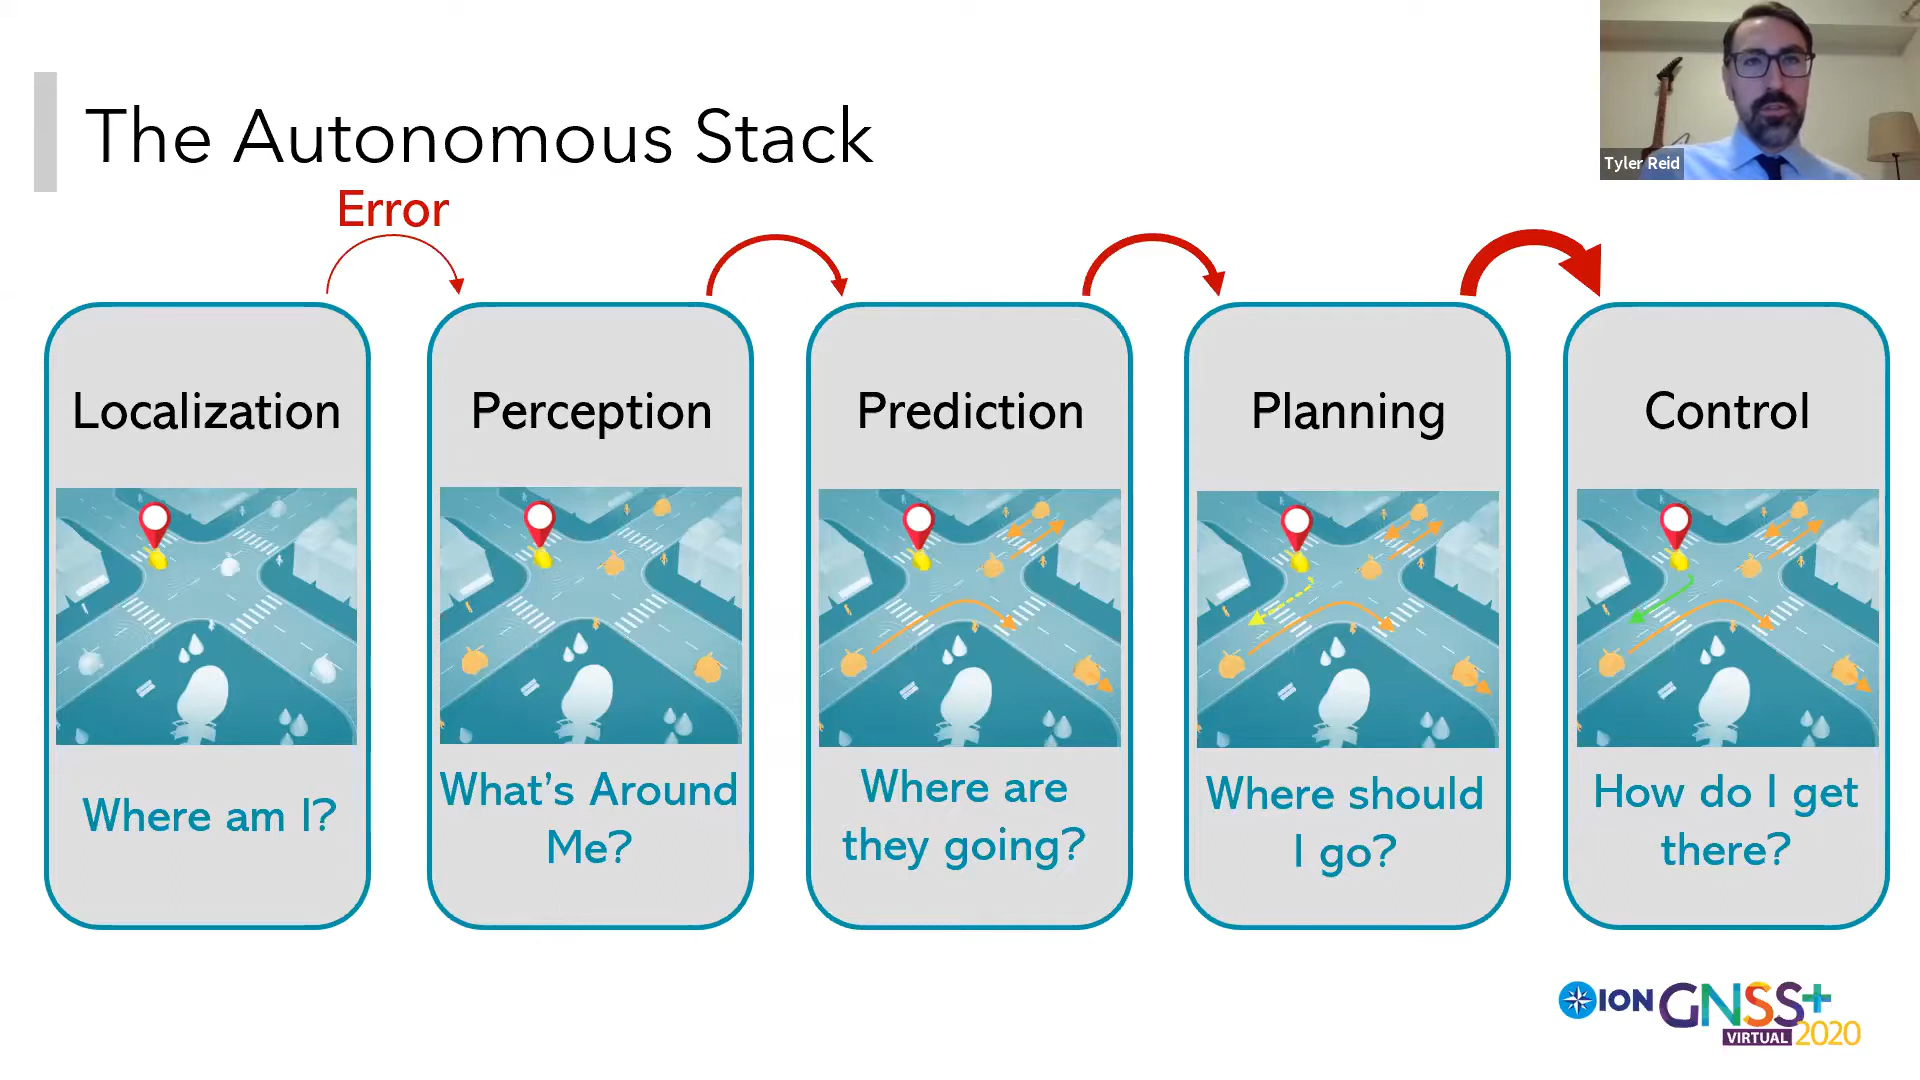 The Autonomous Stack
Tyler Reid
Error
Localization
Where am I?
Perception
What's Around
Me?
Prediction
Where are
they going?
Planning
Where should
I go?
Control
How do I get
there?
ION GNSS+
VIRTUAL 2020